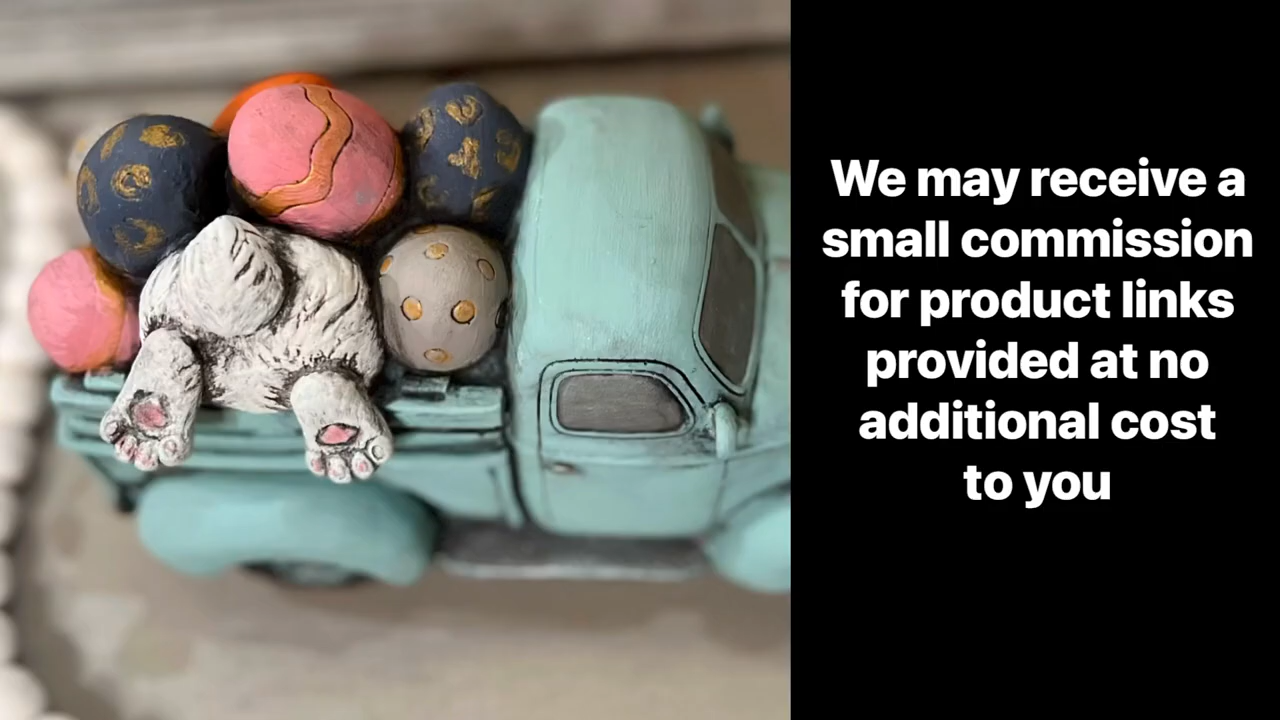 We may receive a
small commission
for product links
provided at no
additional cost
to you